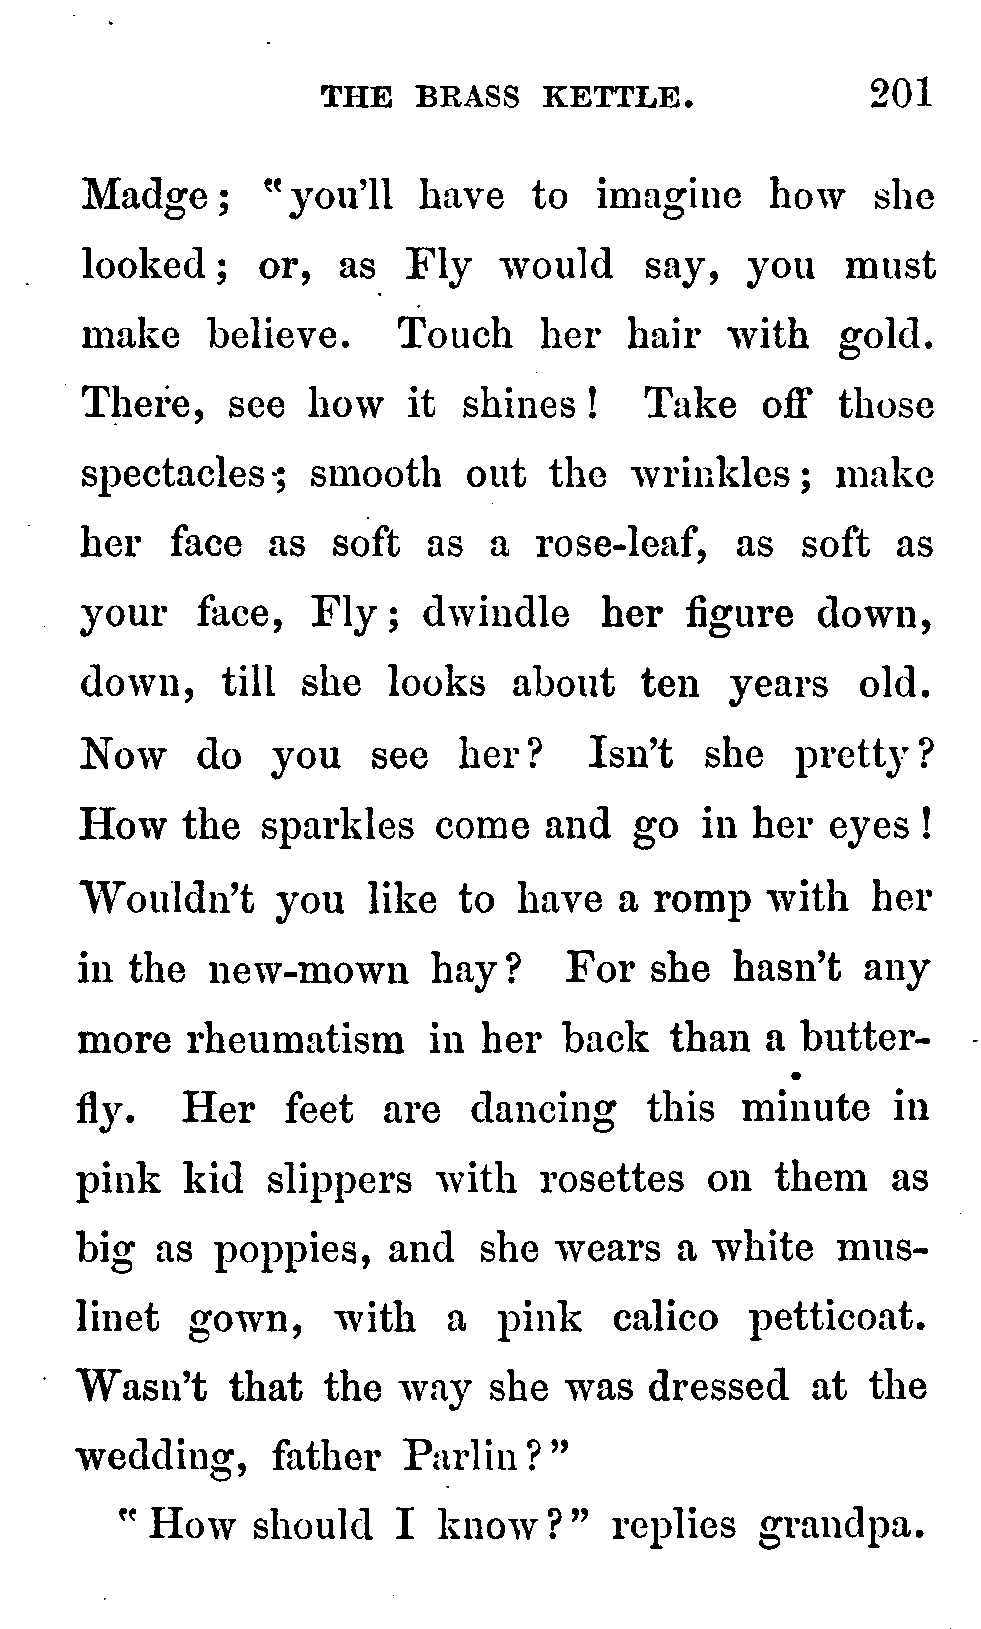 THE BRASS KETTLE. 201
Madge; "you'll have to imagine how she
looked; or, as Fly would say, you must
make believe. Touch her hair with gold.
There, see how it shines! Take off those
spectacles; smooth out the wrinkles; make
her face as soft as a rose-leaf, as soft as
your face, Fly; dwindle her figure down,
down, till she looks about ten years old.
Now do you see her? Isn't she pretty?
How the sparkles come and go in her eyes!
Wouldn't you like to have a romp with her
in the new-mown hay? For she hasn't any
more rheumatism in her back than a butter-
fly. Her feet are dancing this minute in
pink kid slippers with rosettes on them as
big as poppies, and she wears a white mus-
linet gown, with a pink calico petticoat.
Wasn't that the way she was dressed at the
wedding, father Parlin?"
"How should I know?" replies grandpa.